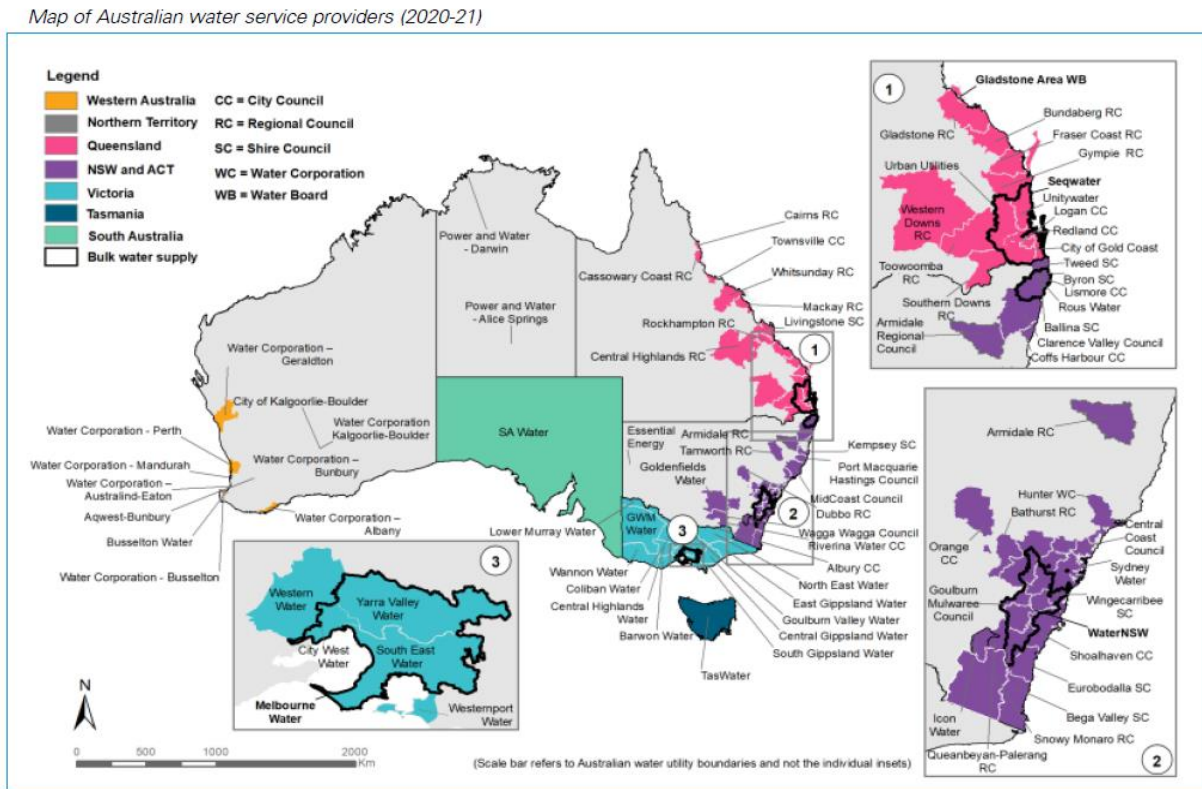 Map of Australian water service providers (2020-21)
Legend
Western Australia
Northern Territory
Queensland
NSW and ACT
Victoria
Tasmania
South Australia
Bulk water supply
CC = City Council
RC = Regional Council
SC = Shire Council
WC = Water Corporation
WB = Water Board
Power and Water
- Darwin
Power and Water
- Alice Springs
Water Corporation –
Geraldton
City of Kalgoorlie-Boulder
Water Corporation
Kalgoorlie-Boulder
Water Corporation - Perth
Water Corporation - Mandurah
Water Corporation –
Australind-Eaton
Aqwest-Bunbury
Busselton Water
Water Corporation - Busselton
Water Corporation –
Bunbury
Water Corporation –
Albany
SA Water
Cairns RC
Townsville CC
Cassowary Coast RC
Whitsunday RC
Mackay RC
Rockhampton RC
Livingstone SC
Central Highlands RC
1
Essential
Energy
Armidale RC
Tamworth RC
Goldenfields
Water
Kempsey SC
Port Macquarie
Hastings Council
MidCoast Council
Dubbo RC
2
Wagga Wagga Council
Riverina Water CC
Albury CC
Lower Murray Water
GWM
Water
3
Wannon Water
Coliban Water
Central Highlands
Water
Barwon Water
North East Water
East Gippsland Water
Goulburn Valley Water
Central Gippsland Water
South Gippsland Water
TasWater
1
Gladstone Area WB
Gladstone RC
Bundaberg RC
Fraser Coast RC
Gympie RC
Urban Utilities
Seqwater
Unitywater
Logan CC
Redland CC
City of Gold Coast
Western
Downs
RC
Toowoomba
RC
Southern Downs
RC
Tweed SC
Byron SC
Lismore CC
Rous Water
Armidale
Regional
Council
Ballina SC
Clarence Valley Council
Coffs Harbour CC
Armidale RC
Hunter WC
Bathurst RC
Orange
CC
Central
Coast
Council
Sydney
Water
Goulburn
Mulwaree
Council
Wingecarribee
SC
WaterNSW
Shoalhaven CC
Eurobodalla SC
Bega Valley SC
Icon
Water
Snowy Monaro RC
Queanbeyan-Palerang
RC
2
3
Western
Water
Yarra Valley
Water
City West
Water
South East
Water
Melbourne
Water
Westernport
Water
N
0 500 1000 2000
Km
(Scale bar refers to Australian water utility boundaries and not the individual insets)